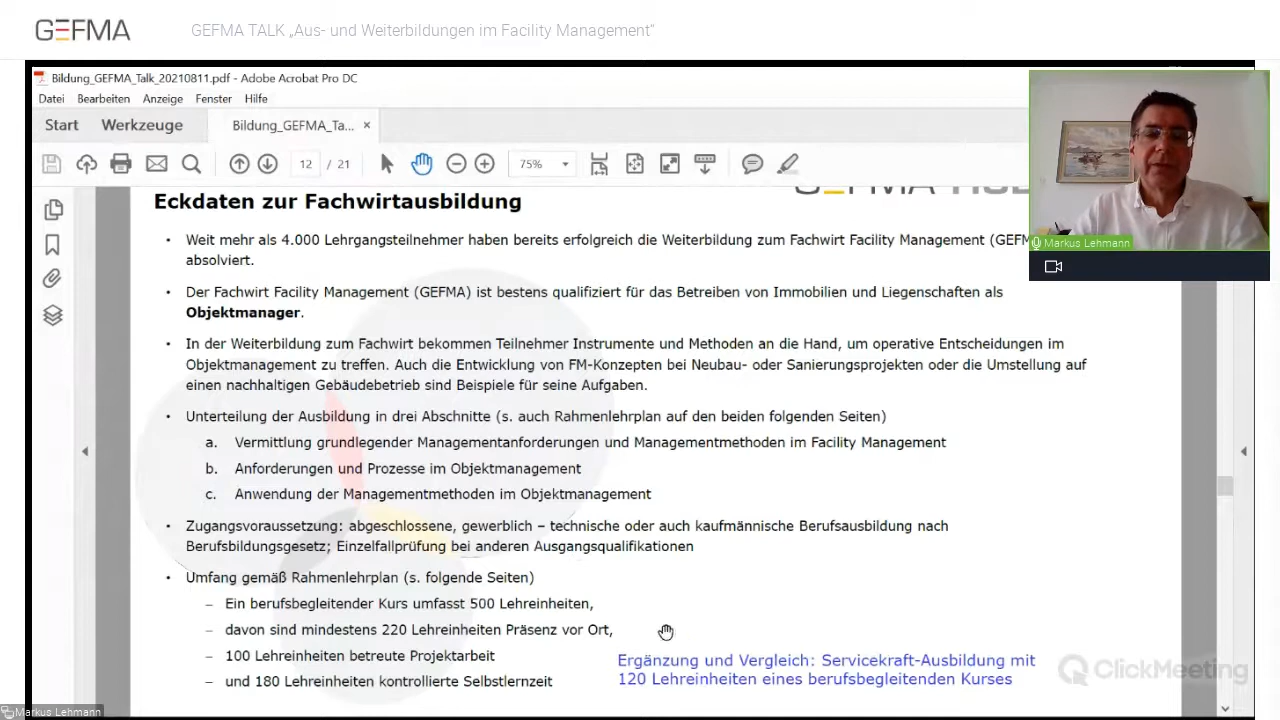 GEFMA
GEFMA TALK „Aus- und Weiterbildungen im Facility Management“
Bildung_GEFMA_Talk_20210811.pdf - Adobe Acrobat Pro DC
Datei Bearbeiten Anzeige Fenster Hilfe
Start Werkzeuge Bildung_GEFMA_Ta... ×
12 / 21 75%
Markus Lehmann
Eckdaten zur Fachwirtausbildung
• Weit mehr als 4.000 Lehrgangsteilnehmer haben bereits erfolgreich die Weiterbildung zum Fachwirt Facility Management (GEFM
absolviert.
• Der Fachwirt Facility Management (GEFMA) ist bestens qualifiziert für das Betreiben von Immobilien und Liegenschaften als
Objektmanager.
• In der Weiterbildung zum Fachwirt bekommen Teilnehmer Instrumente und Methoden an die Hand, um operative Entscheidungen im
Objektmanagement zu treffen. Auch die Entwicklung von FM-Konzepten bei Neubau- oder Sanierungsprojekten oder die Umstellung auf
einen nachhaltigen Gebäudebetrieb sind Beispiele für seine Aufgaben.
• Unterteilung der Ausbildung in drei Abschnitte (s. auch Rahmenlehrplan auf den beiden folgenden Seiten)
a. Vermittlung grundlegender Managementanforderungen und Managementmethoden im Facility Management
b. Anforderungen und Prozesse im Objektmanagement
c. Anwendung der Managementmethoden im Objektmanagement
• Zugangsvoraussetzung: abgeschlossene, gewerblich – technische oder auch kaufmännische Berufsausbildung nach
Berufsbildungsgesetz; Einzelfallprüfung bei anderen Ausgangsqualifikationen
• Umfang gemäß Rahmenlehrplan (s. folgende Seiten)
– Ein berufsbegleitender Kurs umfasst 500 Lehreinheiten,
– davon sind mindestens 220 Lehreinheiten Präsenz vor Ort,
– 100 Lehreinheiten betreute Projektarbeit
– und 180 Lehreinheiten kontrollierte Selbstlernzeit
Ergänzung und Vergleich: Servicekraft-Ausbildung mit
120 Lehreinheiten eines berufsbegleitenden Kurses
ClickMeeting
Markus Lehmann